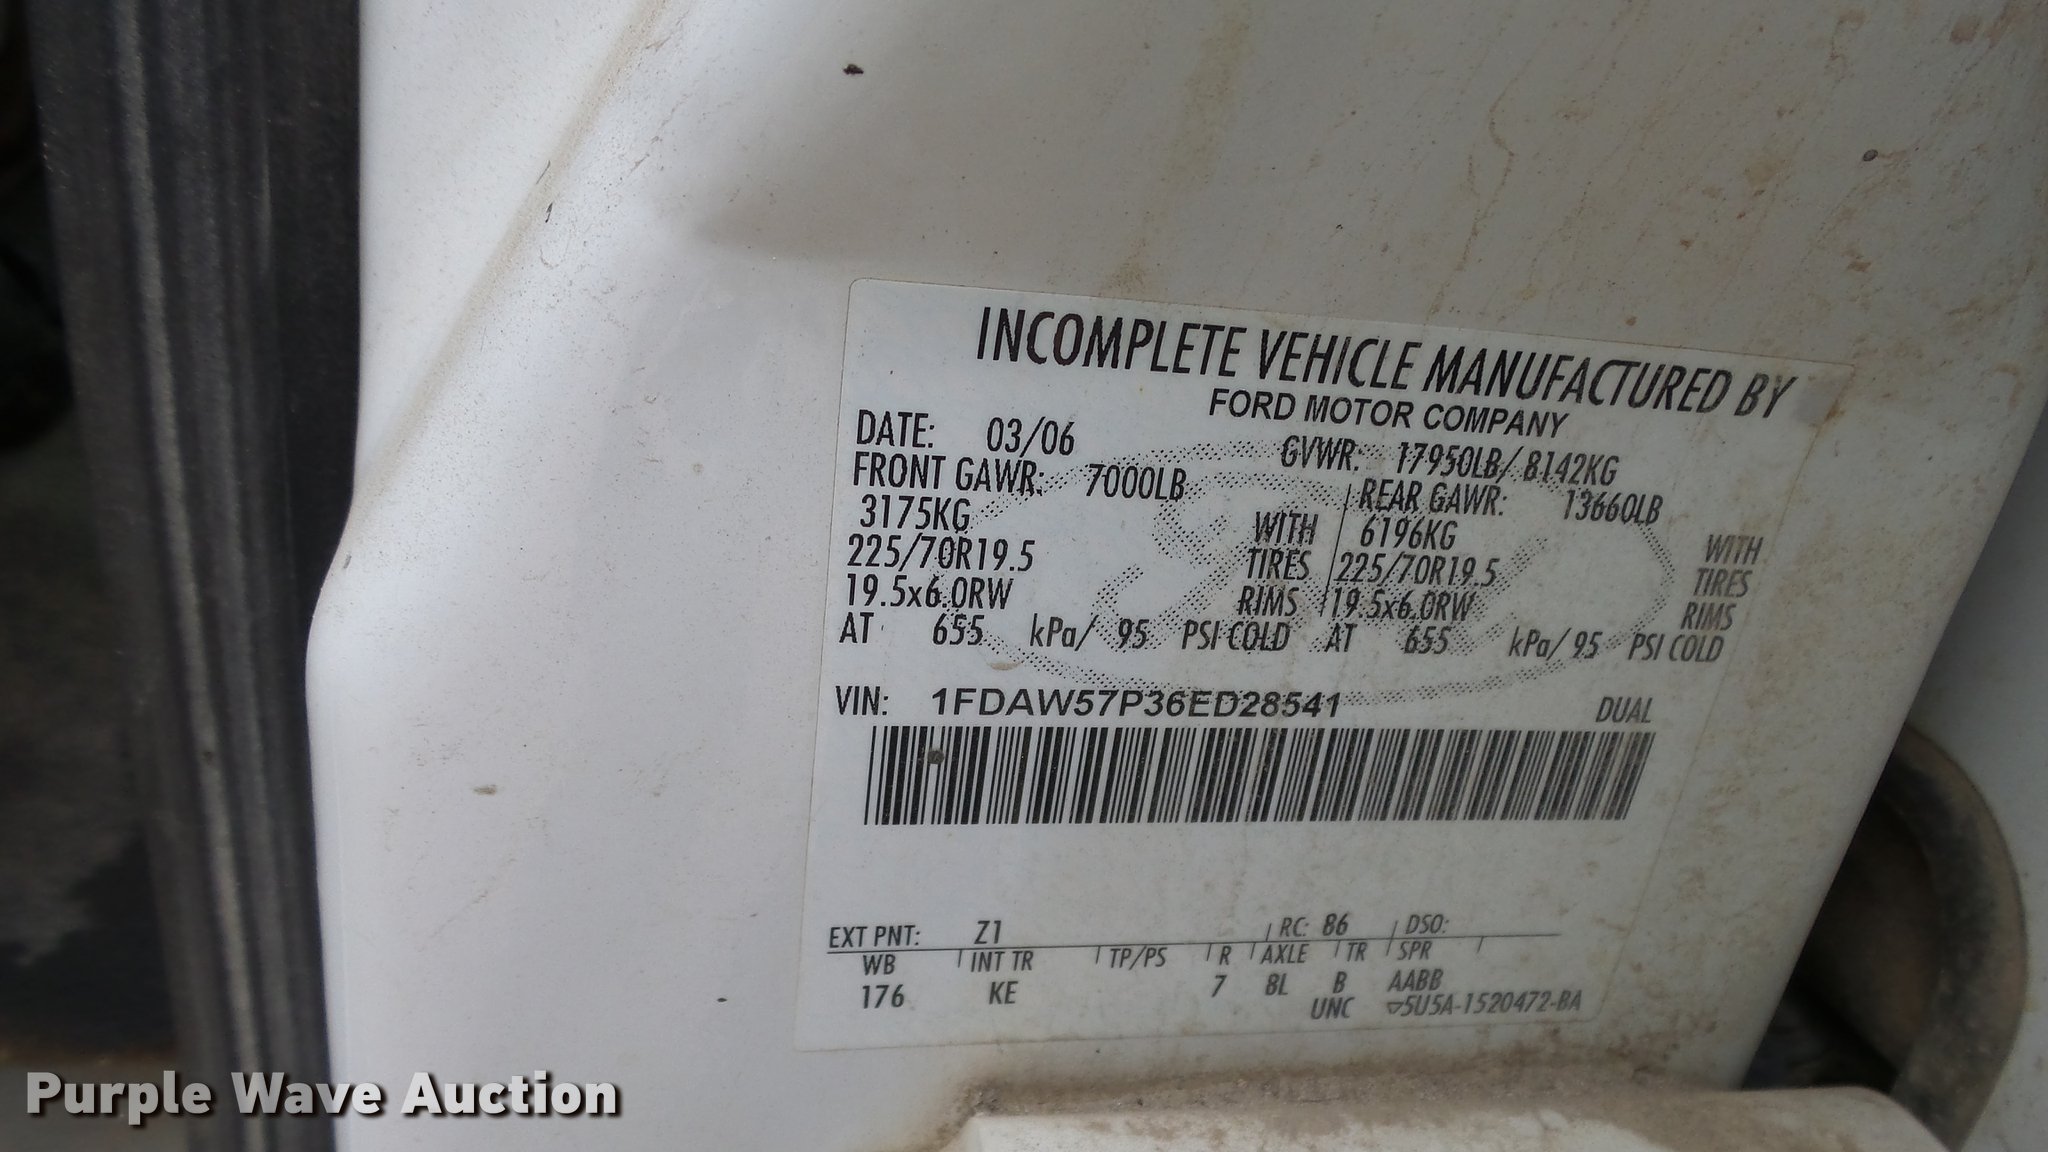 INCOMPLETE VEHICLE MANUFACTURED BY
FORD MOTOR COMPANY
DATE: 03/06 GVWR: 17950LB/ 8142KG
FRONT GAWR: 7000LB REAR GAWR: 13660LB
3175KG WITH 6196KG WITH
225/70R19.5 TIRES 225/70R19.5 TIRES
19.5x6.0RW RIMS 19.5x6.0RW RIMS
AT 655 kPa/ 95 PSI COLD AT 655 kPa/ 95 PSI COLD
VIN: 1FDAW57P36ED28541 DUAL
EXT PNT: Z1 RC: 86 DSO:
WB INT TR TP/PS R AXLE TR SPR
176 KE 7 8L B AABB
UNC 5U5A-1520472-BA
Purple Wave Auction